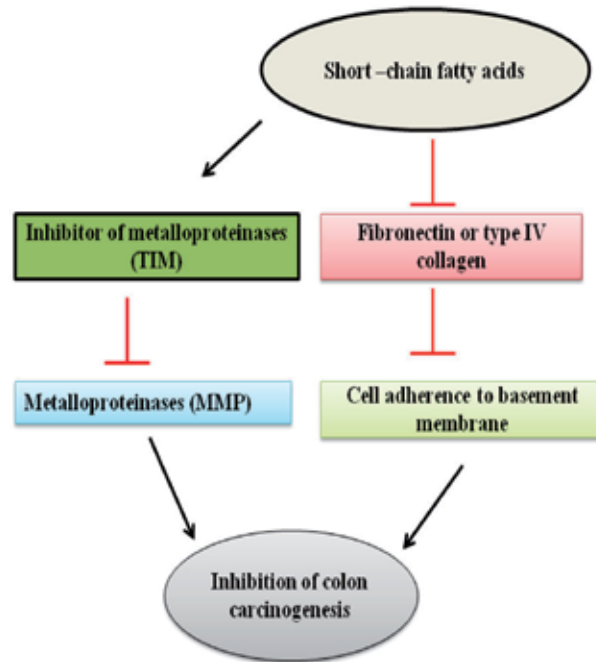 Short –chain fatty acids
Inhibitor of metalloproteinases
(TIM)
Fibronectin or type IV
collagen
Metalloproteinases (MMP)
Cell adherence to basement
membrane
Inhibition of colon
carcinogenesis